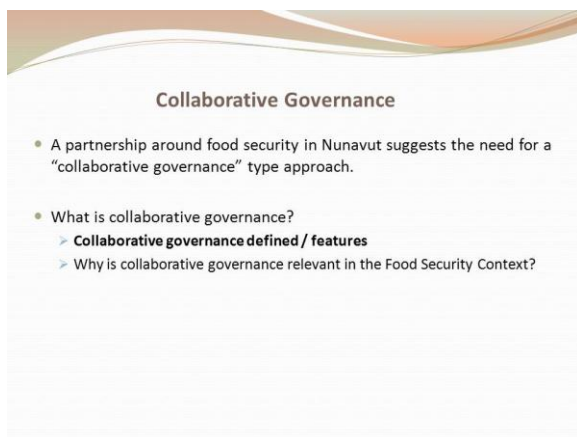 Collaborative Governance
A partnership around food security in Nunavut suggests the need for a
“collaborative governance” type approach.
What is collaborative governance?
Collaborative governance defined / features
Why is collaborative governance relevant in the Food Security Context?